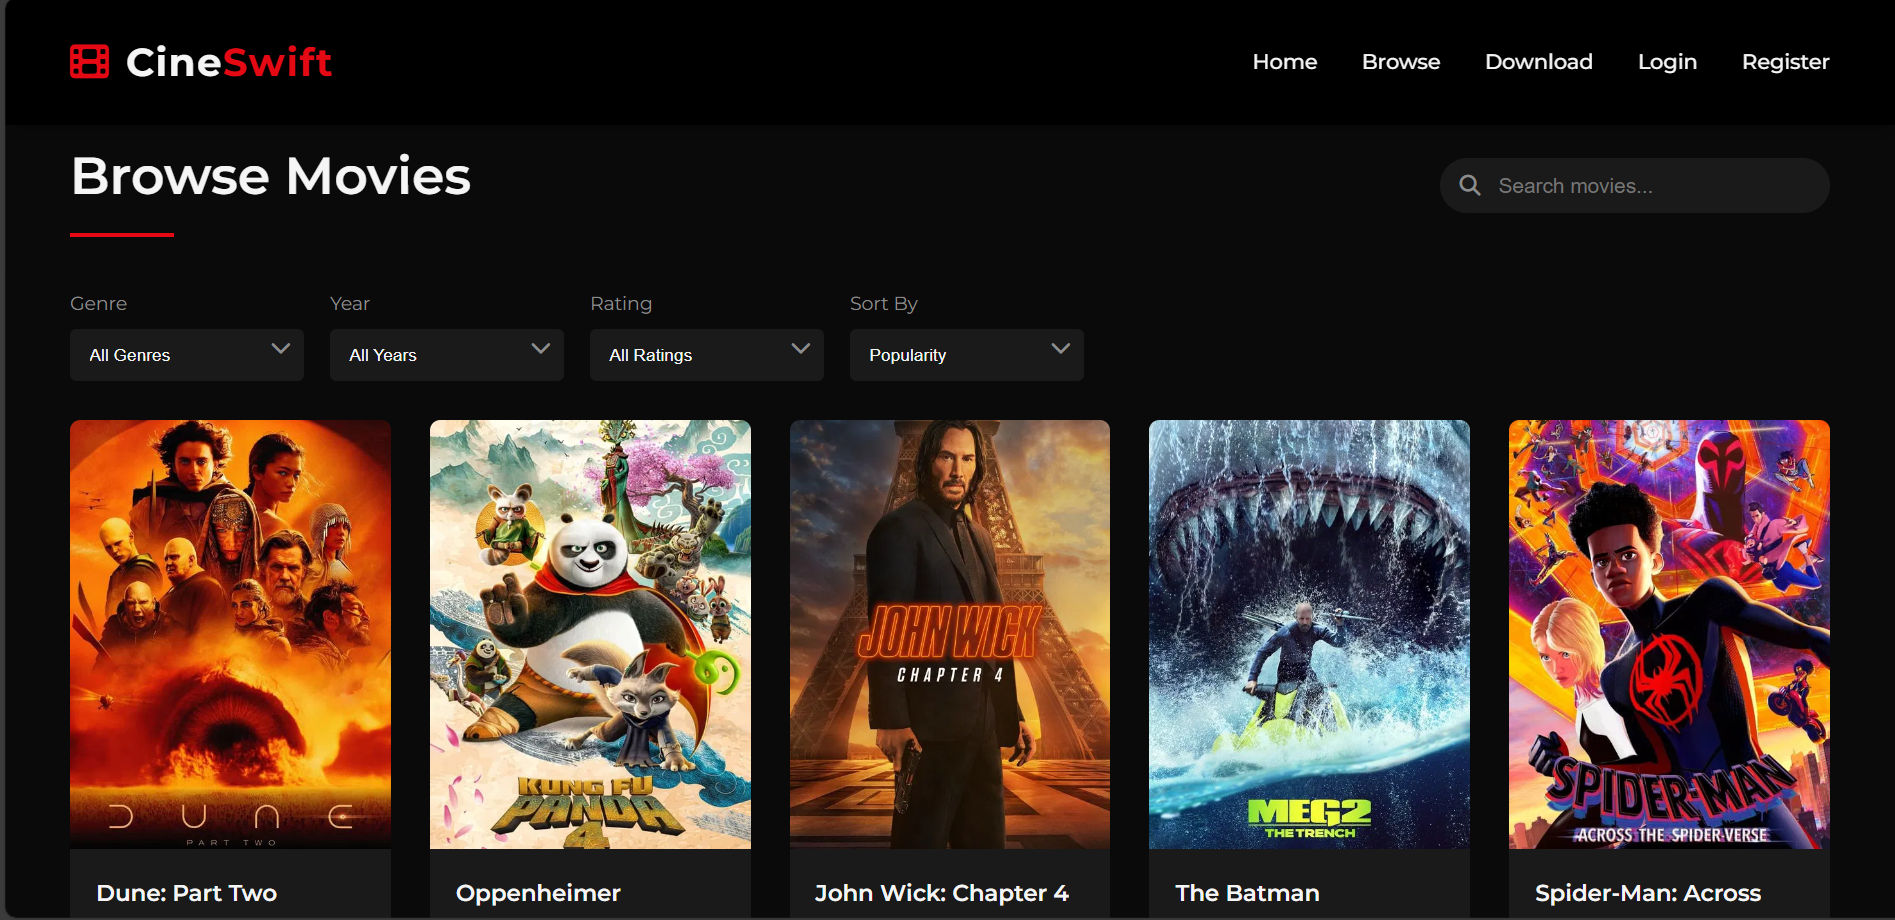 CineSwift
Home Browse Download Login Register
Browse Movies
Search movies...
Genre Year Rating Sort By
All Genres All Years All Ratings Popularity
DUNE
PART TWO
KUNG FU
PANDA
4
JOHN WICK
CHAPTER 4
MEG2
THE TRENCH
SPIDER-MAN
ACROSS THE SPIDER-VERSE
Dune: Part Two
Oppenheimer
John Wick: Chapter 4
The Batman
Spider-Man: Across